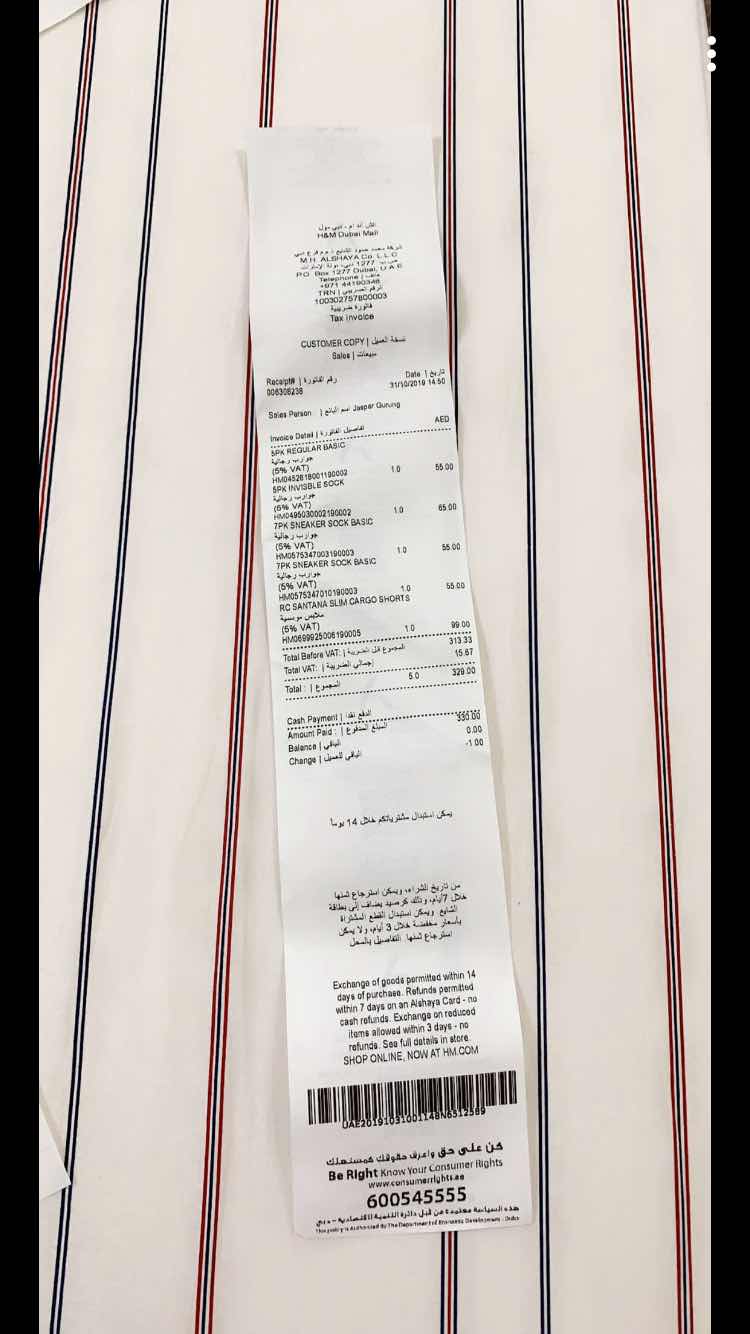 اتش أند ام - دبي مول
H&M Dubai Mall
شركة محمد حمود الشايع ذ.م.م فرع دبي
M.H. ALSHAYA Co. L.L.C
ص.ب: 1277 دبي، دولة الإمارات
P.O. Box 1277 Dubai, U A E
Telephone | هاتف
+971 44190348
TRN | الرقم الضريبي
100302757800003
فاتورة ضريبية
Tax Invoice
CUSTOMER COPY | نسخة العميل
Sales | مبيعات
Receipt# | رقم الفاتورة Date | تاريخ
006308238 31/10/2019 14:50
Sales Person | اسم البائع Jasper Gurung
Invoice Detail | تفاصيل الفاتورة AED
5PK REGULAR BASIC
جوارب رجالية
(5% VAT)
HM0452618001190002 1.0 55.00
5PK INVISBLE SOCK
جوارب رجالية
(5% VAT)
HM0495030002190002 1.0 65.00
7PK SNEAKER SOCK BASIC
جوارب رجالية
(5% VAT)
HM0575347003190003 1.0 55.00
7PK SNEAKER SOCK BASIC
جوارب رجالية
(5% VAT)
HM0575347010190003 1.0 55.00
RC SANTANA SLIM CARGO SHORTS
ملابس موسمية
(5% VAT)
HM0699925006190005 1.0 99.00
Total Before VAT: | المجموع قبل الضريبة 313.33
Total VAT: | إجمالي الضريبة 15.67
Total : | المجموع 5.0 329.00
Cash Payment | الدفع نقدا
Amount Paid : | المبلغ المدفوع 330.00
Balance | الباقي 0.00
Change | الباقي للعميل -1.00
يمكن استبدال مشترياتكم خلال 14 يوماً
من تاريخ الشراء، ويمكن استرجاع ثمنها
خلال 7أيام، وذلك كرصيد يضاف إلى بطاقة
الشايع. ويمكن استبدال القطع المشتراة
بأسعار مخفضة خلال 3 أيام، ولا يمكن
استرجاع ثمنها. التفاصيل بالمحل
Exchange of goods permitted within 14
days of purchase. Refunds permitted
within 7 days on an Alshaya Card - no
cash refunds. Exchange on reduced
items allowed within 3 days - no
refunds. See full details in store.
SHOP ONLINE, NOW AT HM.COM
UAE20191031001148N6312589
كن على حق واعرف حقوقك كمستهلك
Be Right Know Your Consumer Rights
www.consumerrights.ae
600545555
هذه السياسة معتمدة من قبل دائرة التنمية الاقتصادية - دبي
This policy is Authorized by The Department of Economic Development - Dubai